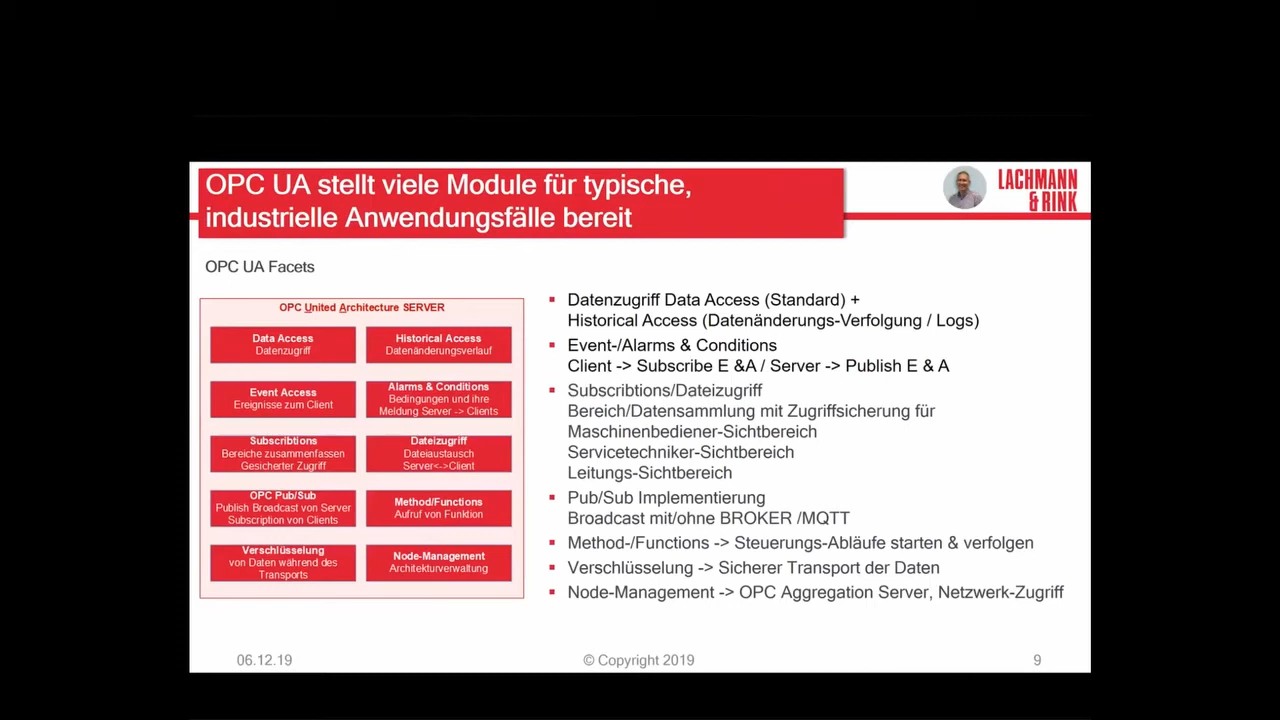 OPC UA stellt viele Module für typische,
industrielle Anwendungsfälle bereit
LACHMANN
& RINK
OPC UA Facets
OPC United Architecture SERVER
Data Access
Datenzugriff
Historical Access
Datenänderungsverlauf
Event Access
Ereignisse zum Client
Alarms & Conditions
Bedingungen und ihre
Meldung Server -> Clients
Subscribtions
Bereiche zusammenfassen
Gesicherter Zugriff
Dateizugriff
Dateiaustausch
Server<->Client
OPC Pub/Sub
Publish Broadcast von Server
Subscription von Clients
Method/Functions
Aufruf von Funktion
Verschlüsselung
von Daten während des
Transports
Node-Management
Architekturverwaltung
Datenzugriff Data Access (Standard) +
Historical Access (Datenänderungs-Verfolgung / Logs)
Event-/Alarms & Conditions
Client -> Subscribe E &A / Server -> Publish E & A
Subscribtions/Dateizugriff
Bereich/Datensammlung mit Zugriffsicherung für
Maschinenbediener-Sichtbereich
Servicetechniker-Sichtbereich
Leitungs-Sichtbereich
Pub/Sub Implementierung
Broadcast mit/ohne BROKER /MQTT
Method-/Functions -> Steuerungs-Abläufe starten & verfolgen
Verschlüsselung -> Sicherer Transport der Daten
Node-Management -> OPC Aggregation Server, Netzwerk-Zugriff
06.12.19
© Copyright 2019
9